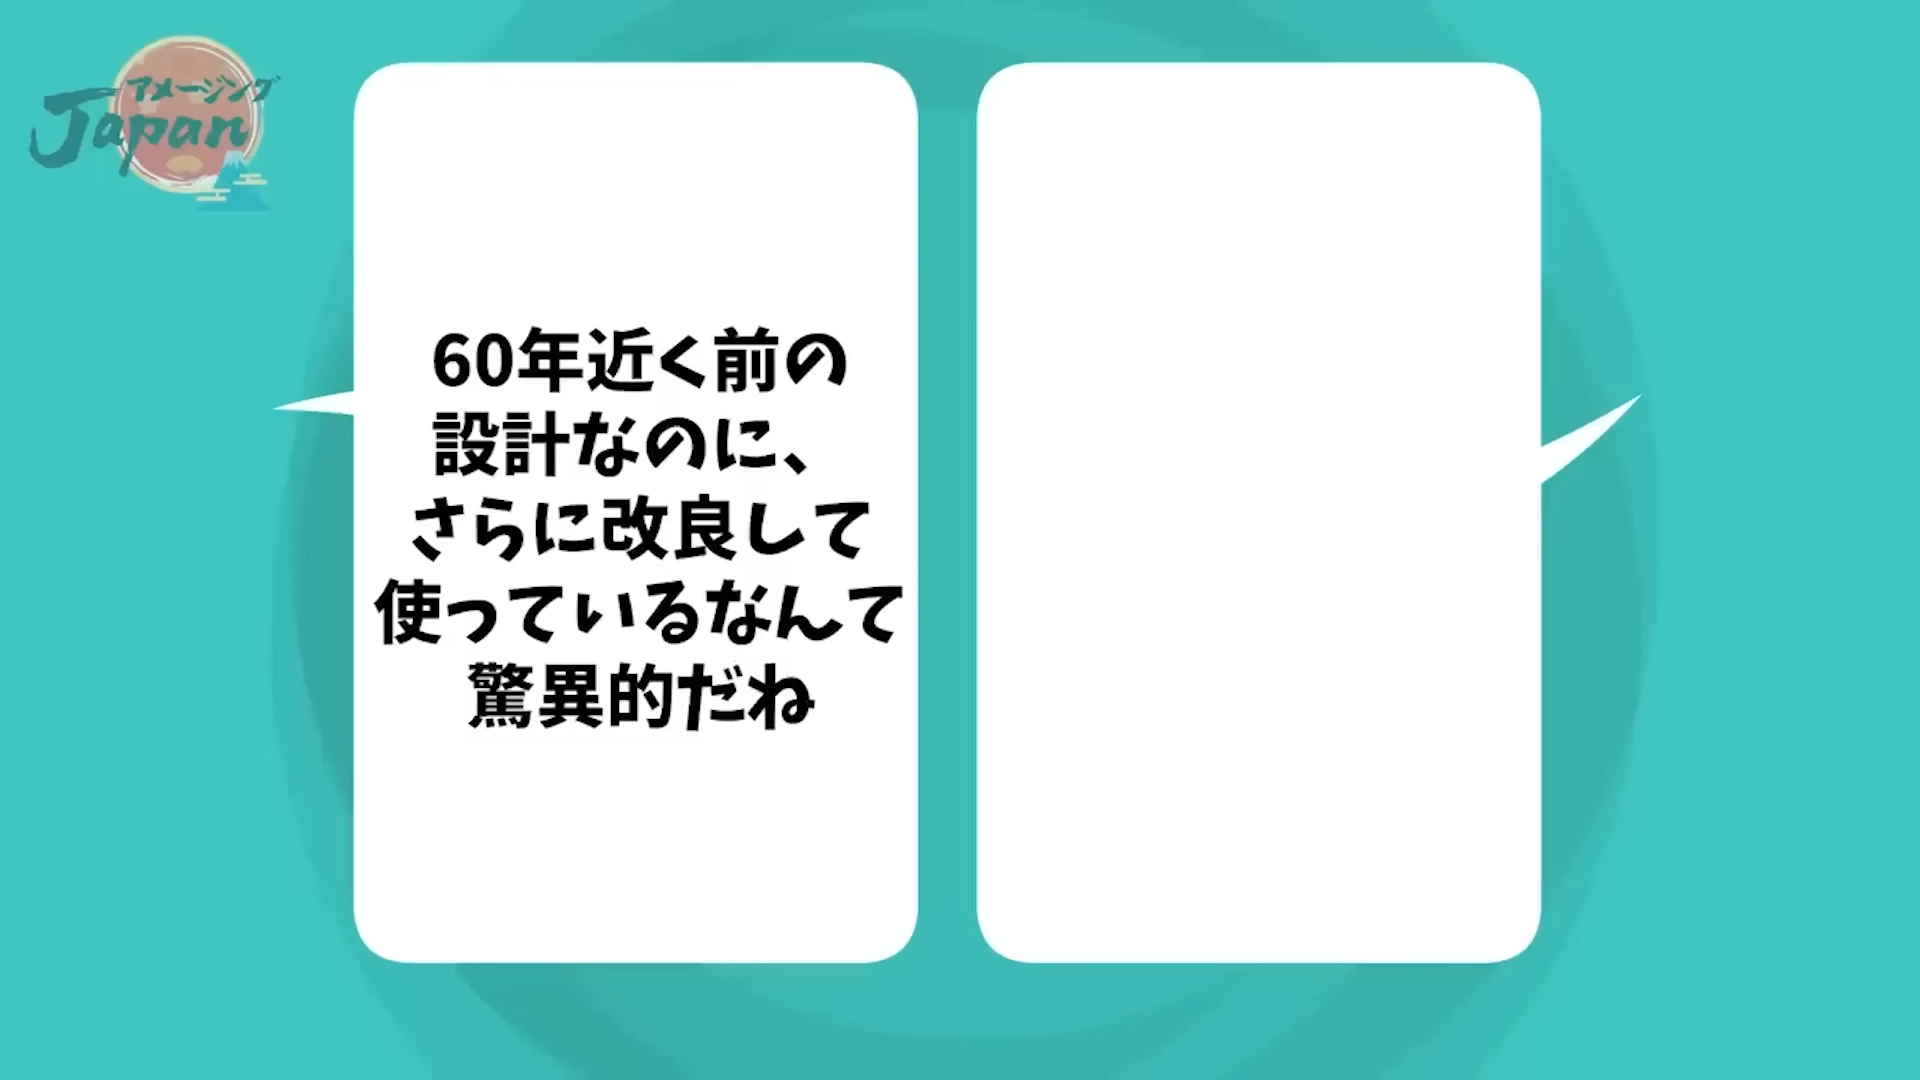 アメージング
Japan
60年近く前の
設計なのに、
さらに改良して
使っているなんて
驚異的だね